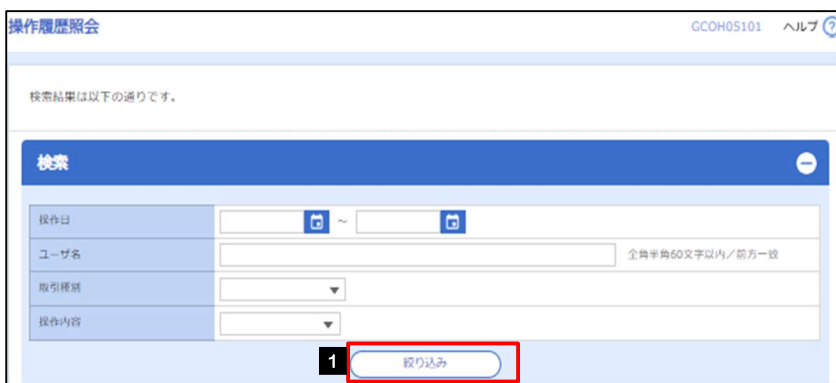 操作履歴照会 GCOH05101 ヘルプ ?
検索結果は以下の通りです。
検索
操作日 ~
ユーザ名 全角半角60文字以内/前方一致
取引種別
操作内容
1 絞り込み